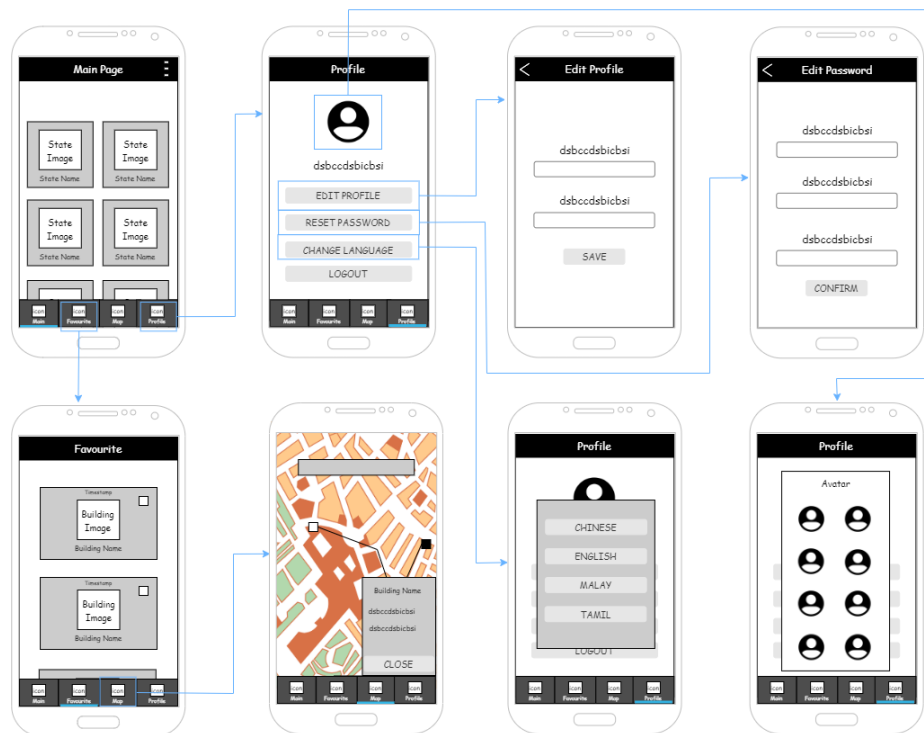 Main Page
State
Image
State Name
State
Image
State Name
State
Image
State Name
State
Image
State Name
icon
Main
icon
Favourite
icon
Map
icon
Profile
Profile
dsbccdsbicbsi
EDIT PROFILE
RESET PASSWORD
CHANGE LANGUAGE
LOGOUT
icon
Main
icon
Favourite
icon
Map
icon
Profile
Edit Profile
dsbccdsbicbsi
dsbccdsbicbsi
SAVE
Edit Password
dsbccdsbicbsi
dsbccdsbicbsi
dsbccdsbicbsi
CONFIRM
Favourite
Timestamp
Building
Image
Building Name
Timestamp
Building
Image
Building Name
icon
Main
icon
Favourite
icon
Map
icon
Profile
Building Name
dsbccdsbicbsi
dsbccdsbicbsi
CLOSE
icon
Main
icon
Favourite
icon
Map
icon
Profile
Profile
CHINESE
ENGLISH
MALAY
TAMIL
LOGOUT
icon
Main
icon
Favourite
icon
Map
icon
Profile
Profile
Avatar
icon
Main
icon
Favourite
icon
Map
icon
Profile